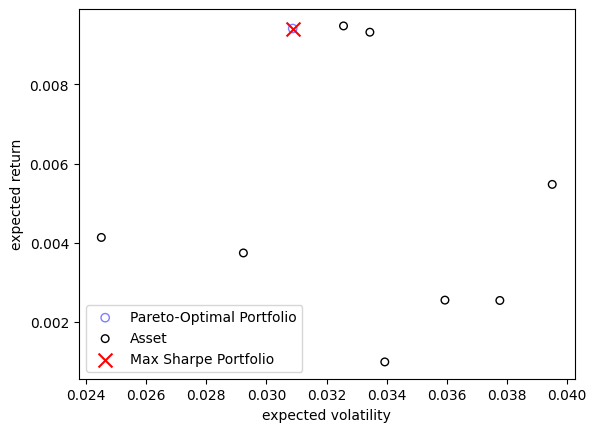 0.008
0.006
0.004
0.002
expected return
Pareto-Optimal Portfolio
Asset
Max Sharpe Portfolio
0.024 0.026 0.028 0.030 0.032 0.034 0.036 0.038 0.040
expected volatility